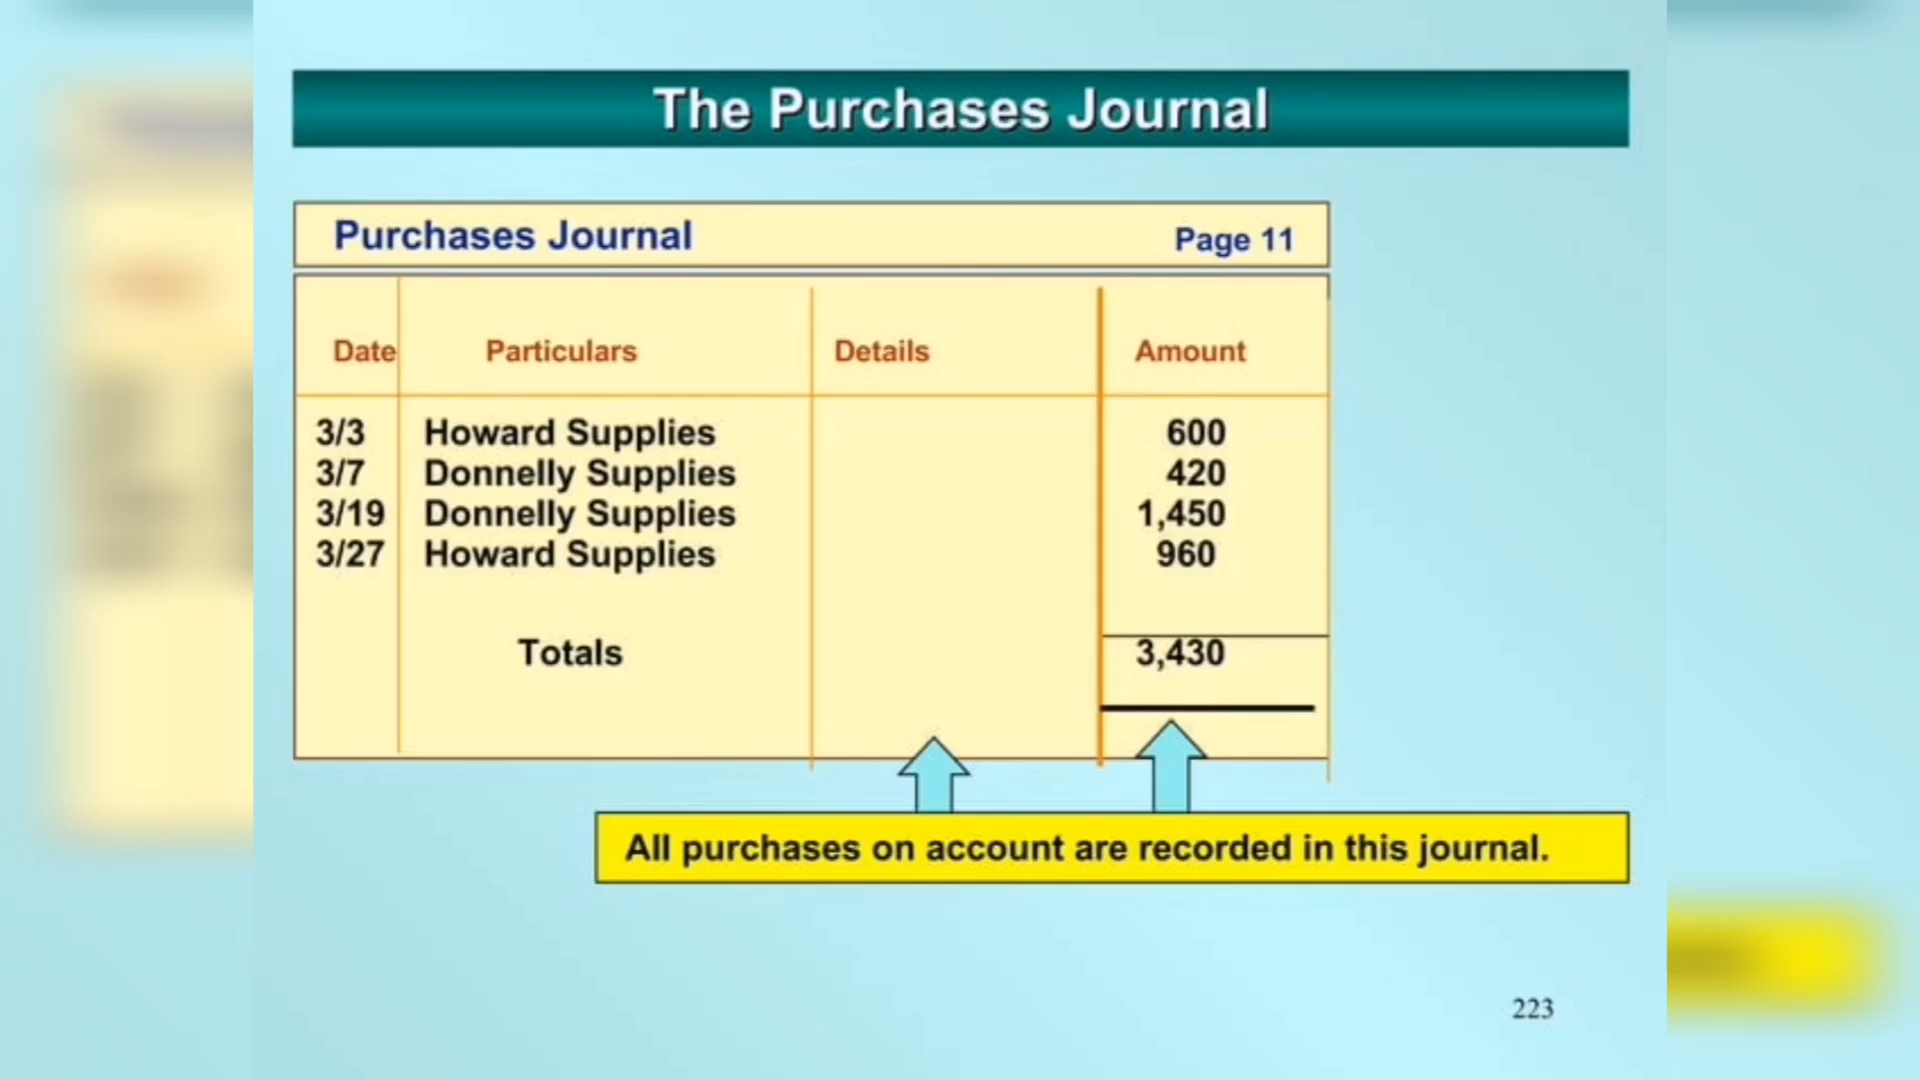 The Purchases Journal
Purchases Journal Page 11
Date Particulars Details Amount
3/3 Howard Supplies 600
3/7 Donnelly Supplies 420
3/19 Donnelly Supplies 1,450
3/27 Howard Supplies 960
Totals 3,430
All purchases on account are recorded in this journal.
223